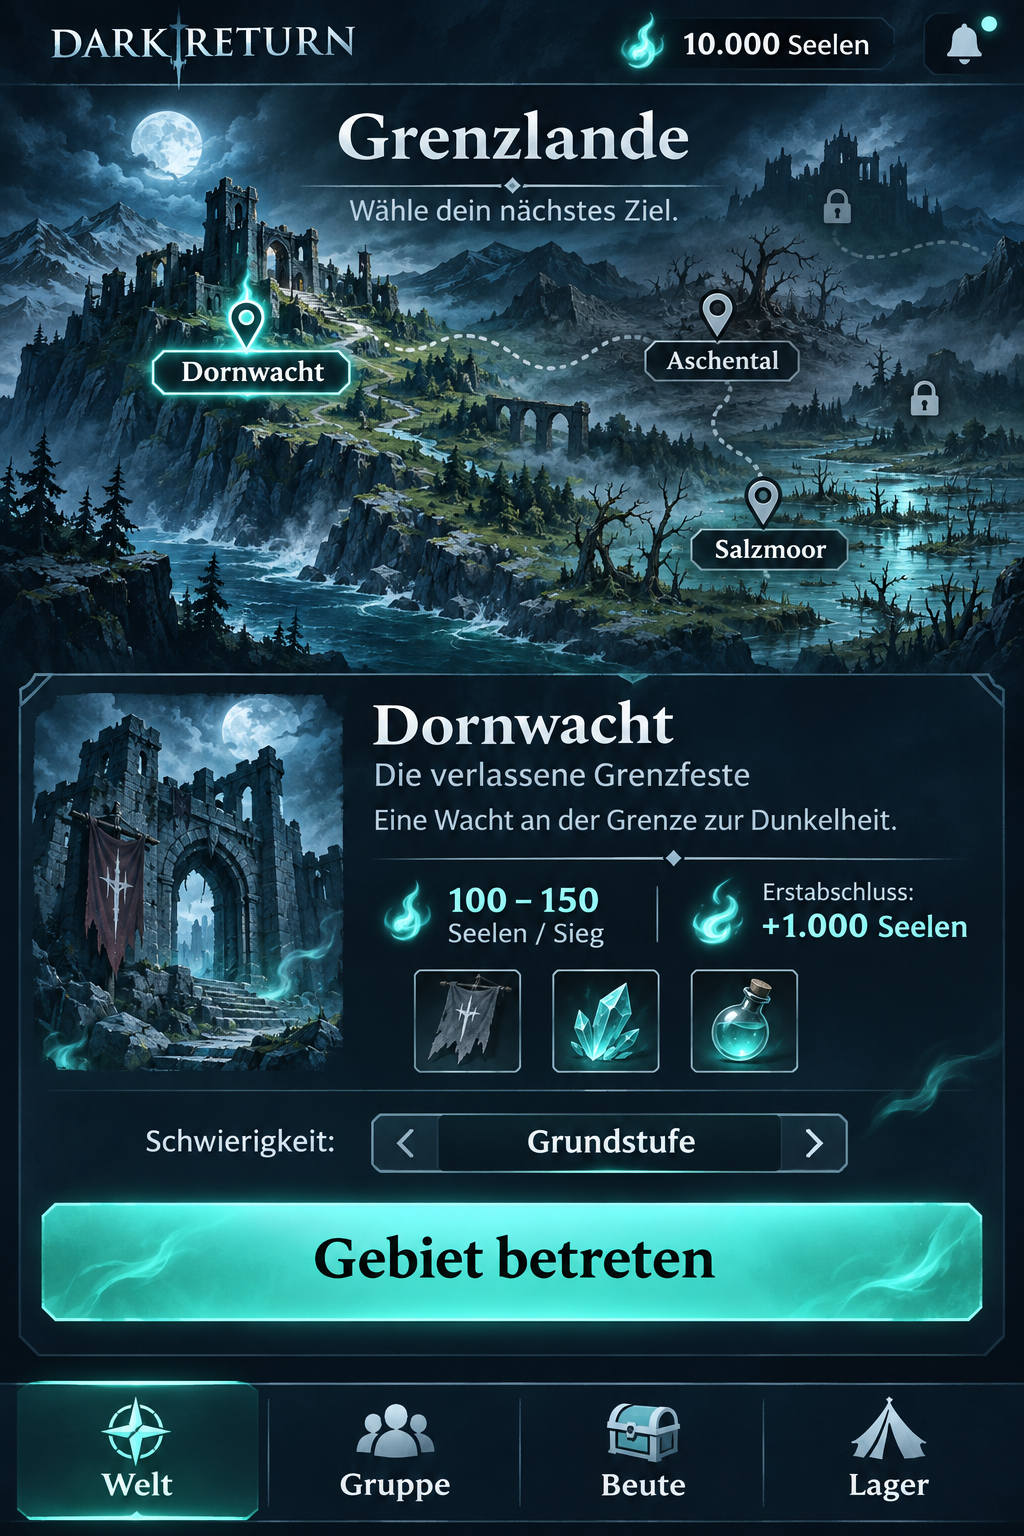 DARK RETURN
10.000 Seelen
Grenzlande
Wähle dein nächstes Ziel.
Dornwacht
Aschental
Salzmoor
Dornwacht
Die verlassene Grenzfeste
Eine Wacht an der Grenze zur Dunkelheit.
100 – 150
Seelen / Sieg
Erstabschluss:
+1.000 Seelen
Schwierigkeit:
Grundstufe
Gebiet betreten
Welt
Gruppe
Beute
Lager